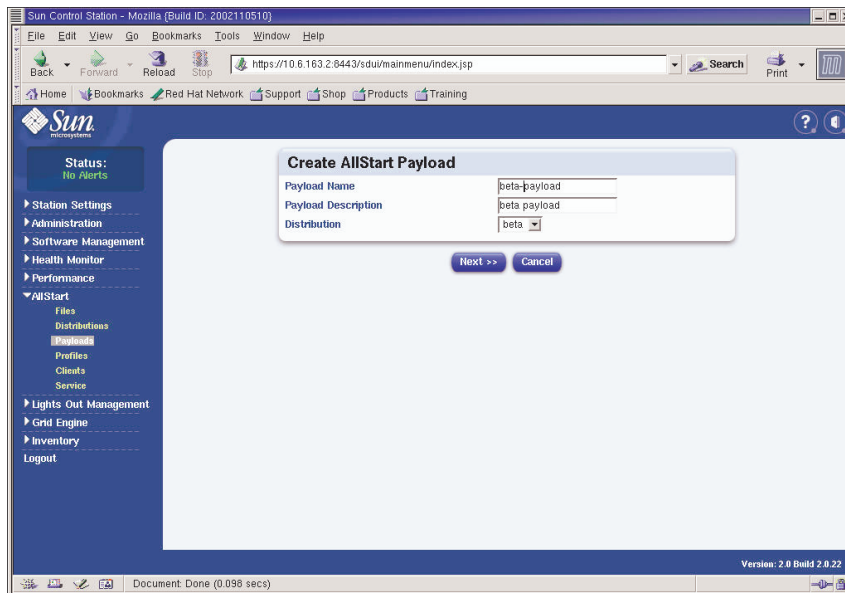 Sun Control Station - Mozilla {Build ID: 2002110510}
File Edit View Go Bookmarks Tools Window Help
Back Forward Reload Stop https://10.6.163.2:6443/sdui/mainmenu/index.jsp Search Print
Home Bookmarks Red Hat Network Support Shop Products Training
Sun
microsystems
?
Status:
No Alerts
Station Settings
Administration
Software Management
Health Monitor
Performance
AllStart
Files
Distributions
Payloads
Profiles
Clients
Service
Lights Out Management
Grid Engine
Inventory
Logout
Create AllStart Payload
Payload Name beta-payload
Payload Description beta payload
Distribution beta
Next >> Cancel
Version: 2.0 Build 2.0.22
Document: Done (0.098 secs)